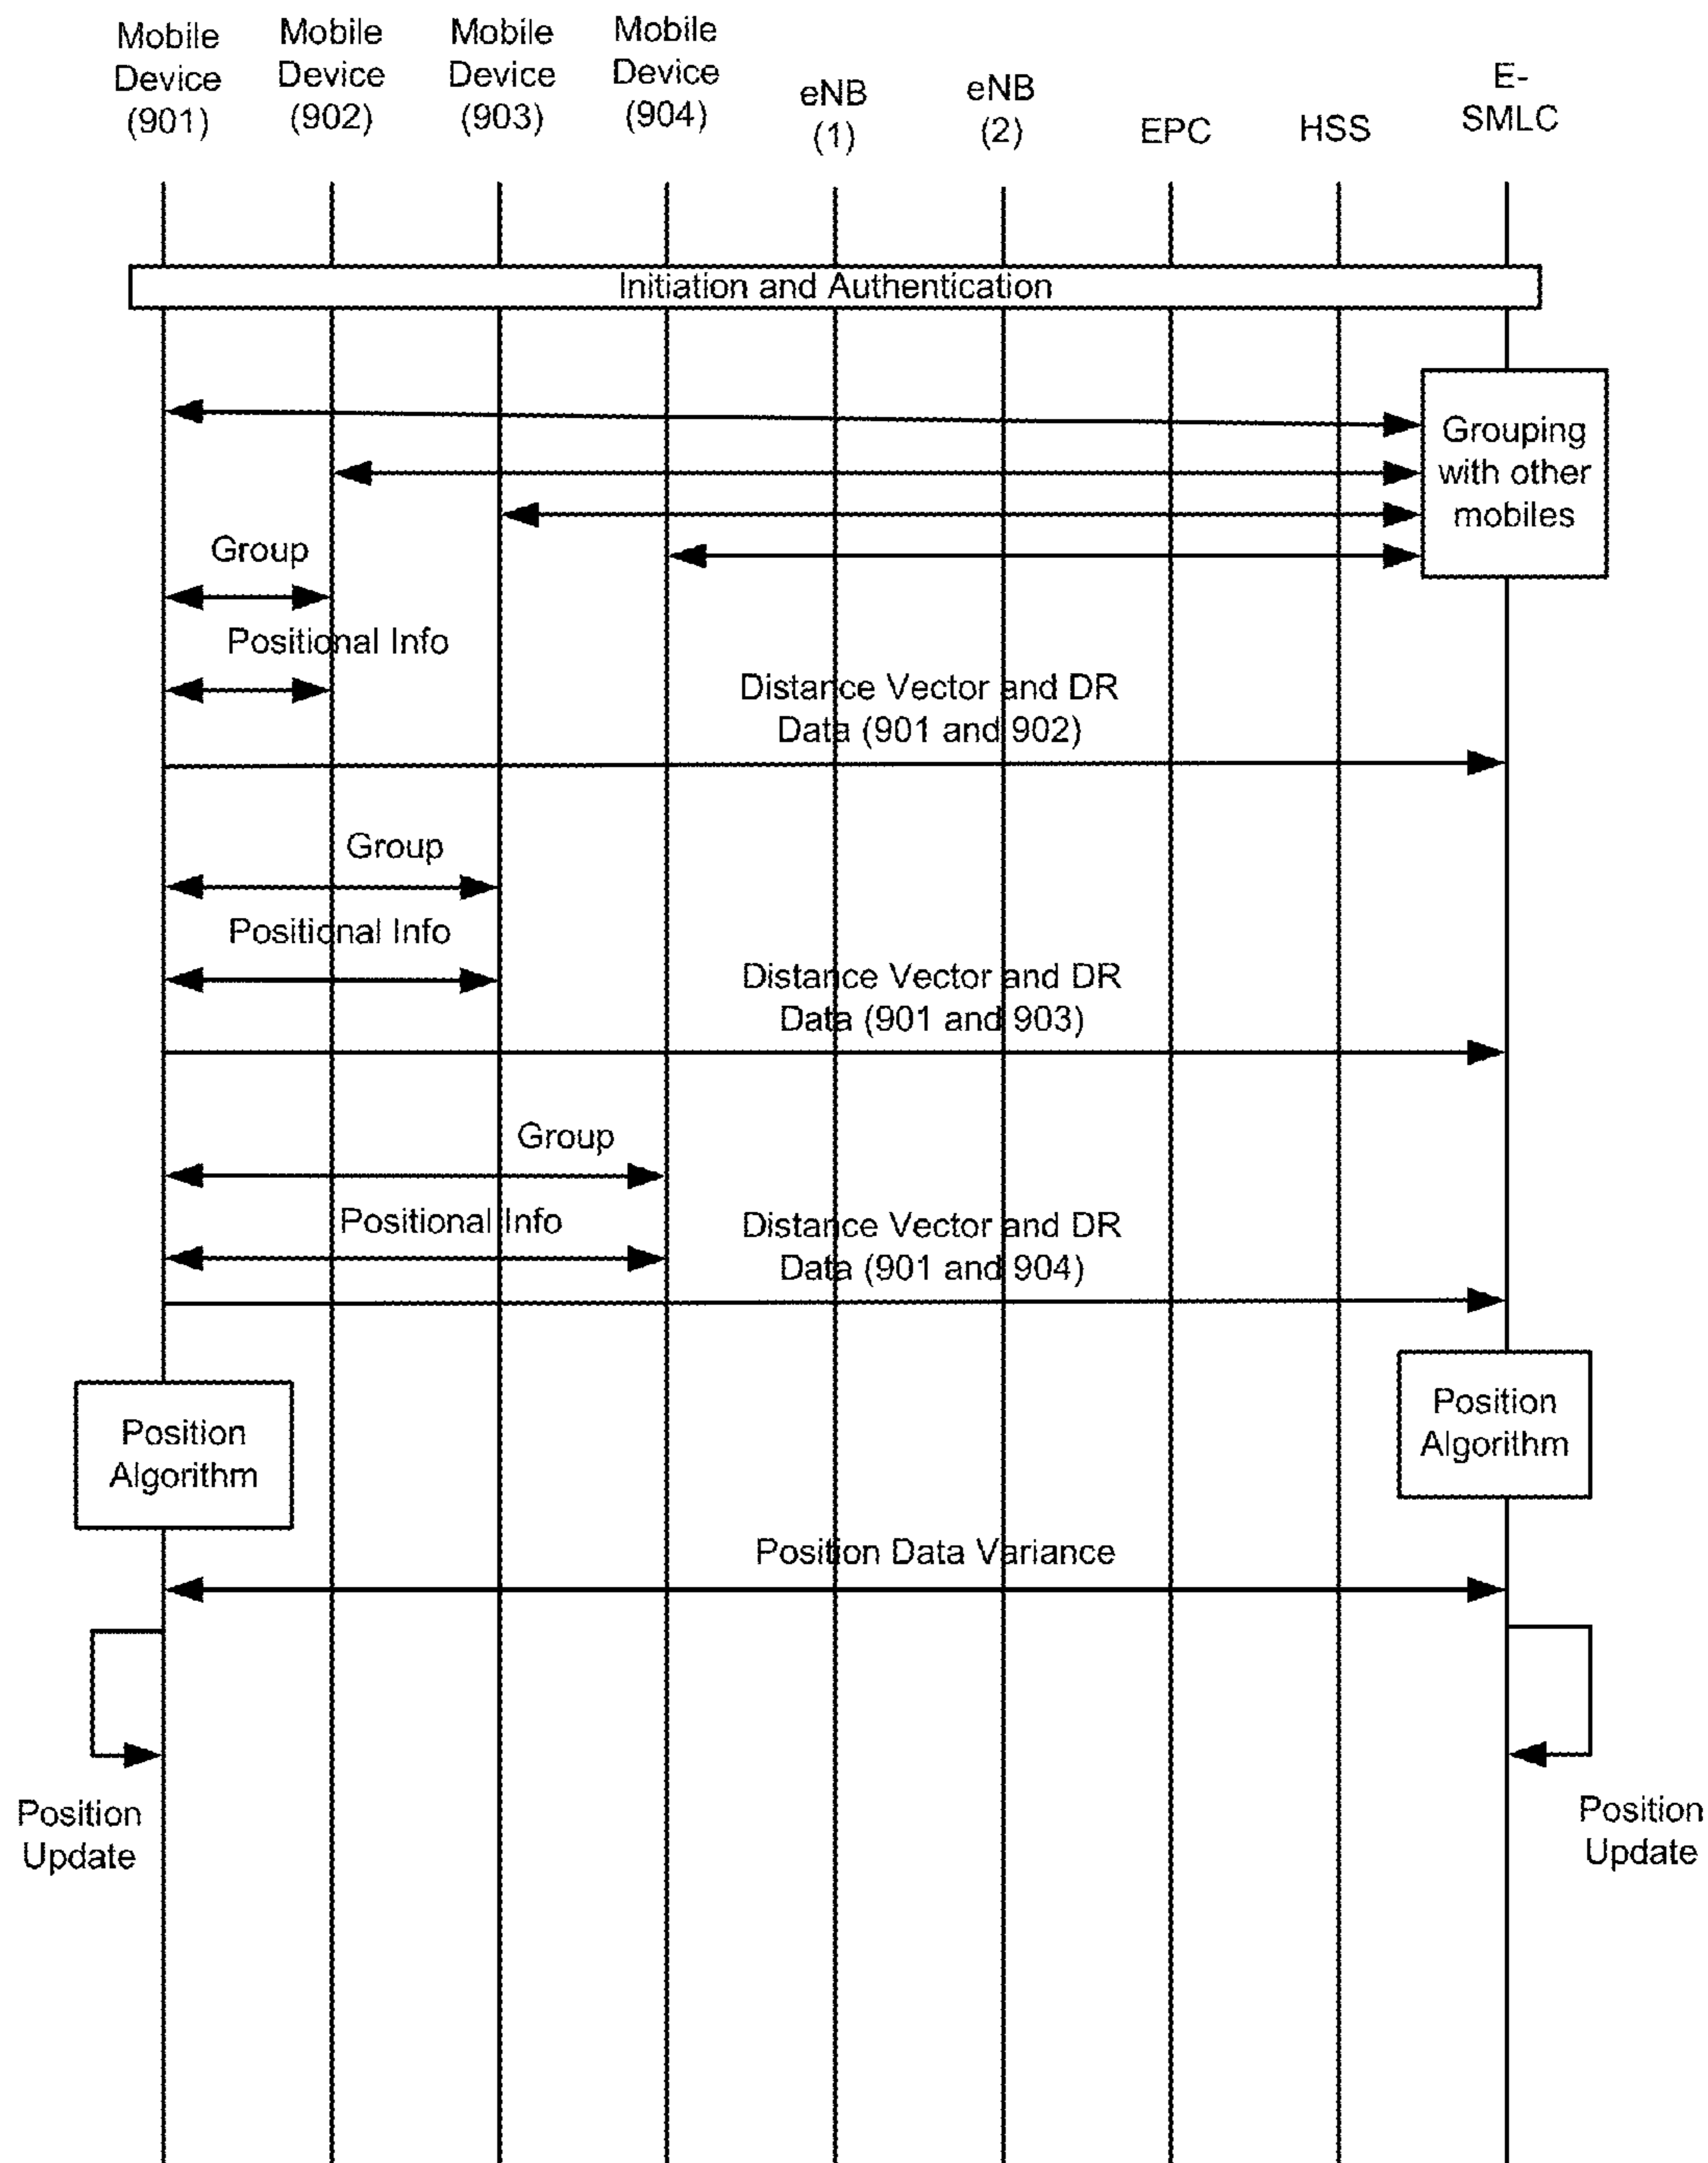 Mobile
Device
(901)
Mobile
Device
(902)
Mobile
Device
(903)
Mobile
Device
(904)
eNB
(1)
eNB
(2)
EPC
HSS
E-
SMLC
Initiation and Authentication
Grouping
with other
mobiles
Group
Positional Info
Distance Vector and DR
Data (901 and 902)
Group
Positional Info
Distance Vector and DR
Data (901 and 903)
Group
Positional Info
Distance Vector and DR
Data (901 and 904)
Position
Algorithm
Position
Algorithm
Position Data Variance
Position
Update
Position
Update